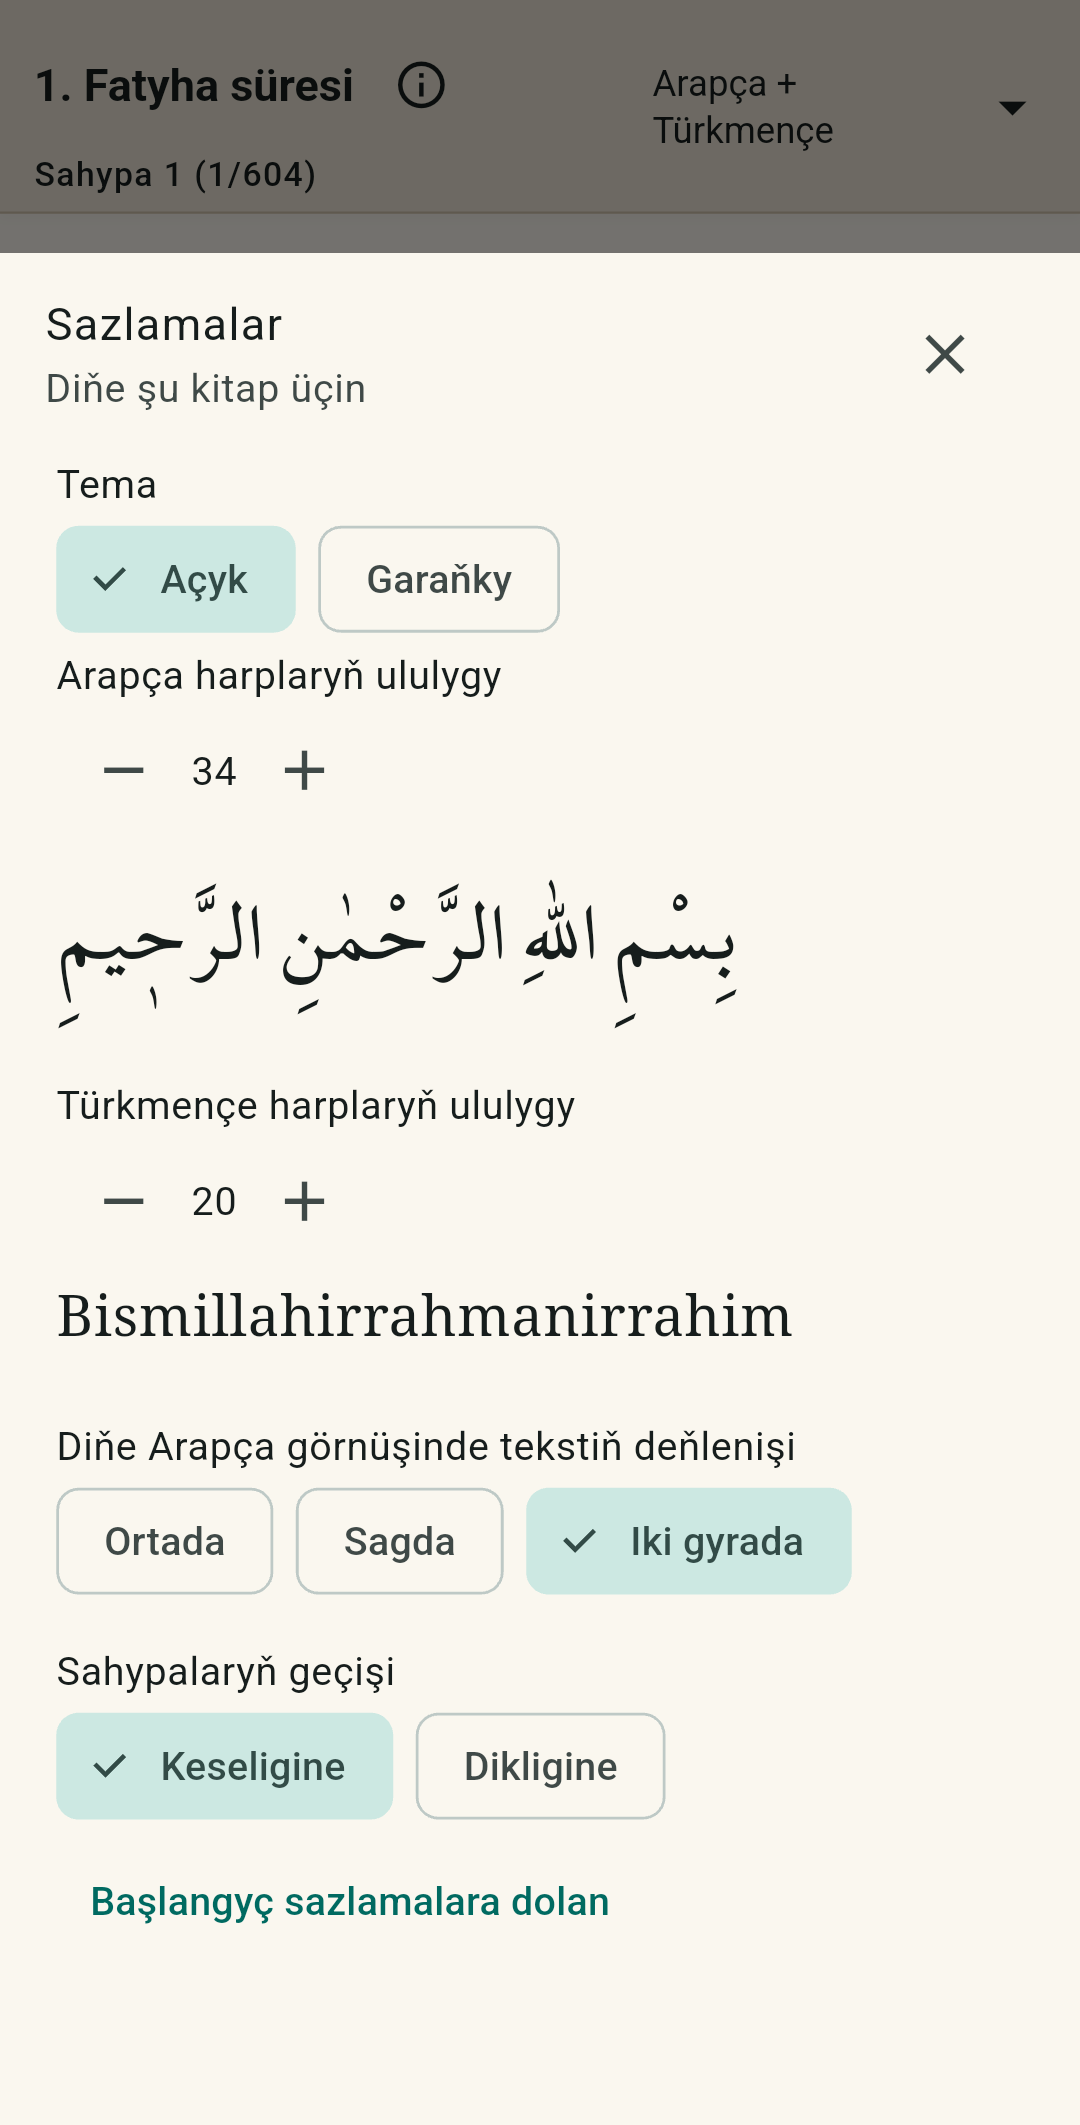 1. Fatyha süresi
Arapça +
Türkmençe
Sahypa 1 (1/604)
Sazlamalar
Diňe şu kitap üçin
Tema
Açyk Garaňky
Arapça harplaryň ululygy
34
بِسْمِ اللّٰهِ الرَّحْمٰنِ الرَّحٖيمِ
Türkmençe harplaryň ululygy
20
Bismillahirrahmanirrahim
Diňe Arapça görnüşinde tekstiň deňlenişi
Ortada Sagda Iki gyrada
Sahypalaryň geçişi
Keseligine Dikligine
Başlangyç sazlamalara dolan